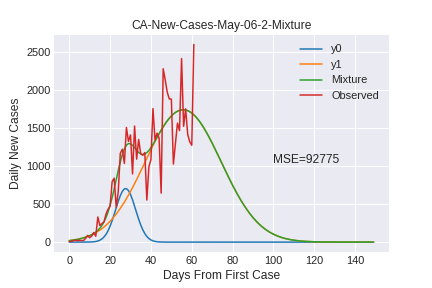 CA-New-Cases-May-06-2-Mixture
Daily New Cases
2500
2000
1500
1000
500
0
y0
y1
Mixture
Observed
MSE=92775
0 20 40 60 80 100 120 140
Days From First Case